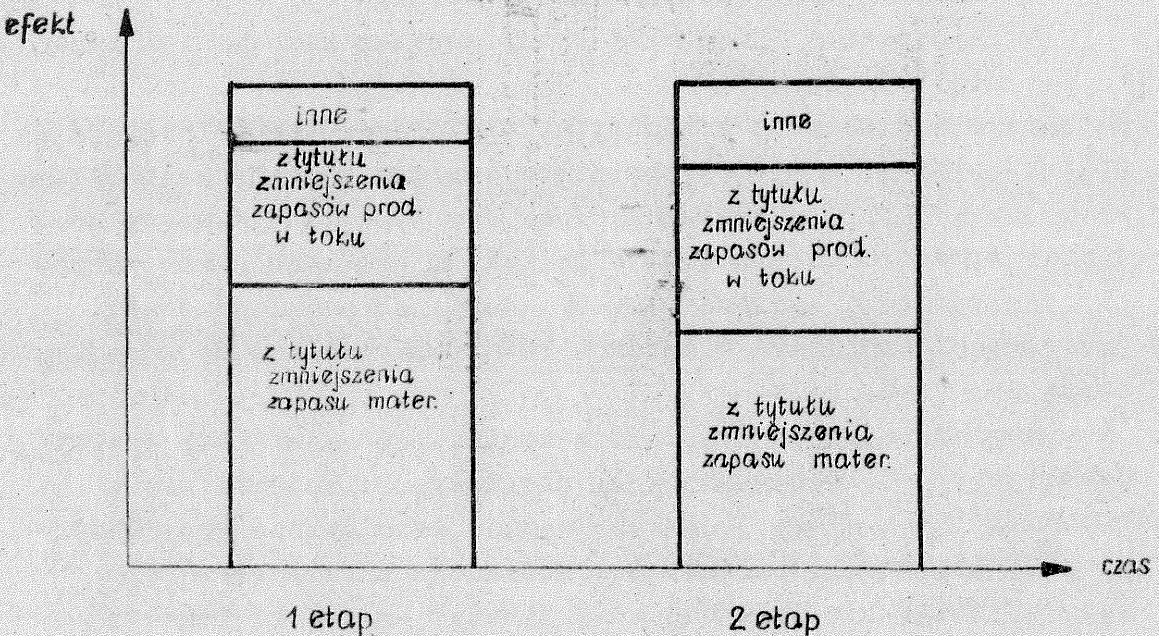 efekt
inne
z tytułu
zmniejszenia
zapasów prod.
w toku
z tytułu
zmniejszenia
zapasu mater.
inne
z tytułu
zmniejszenia
zapasów prod.
w toku
z tytułu
zmniejszenia
zapasu mater.
czas
1 etap
2 etap